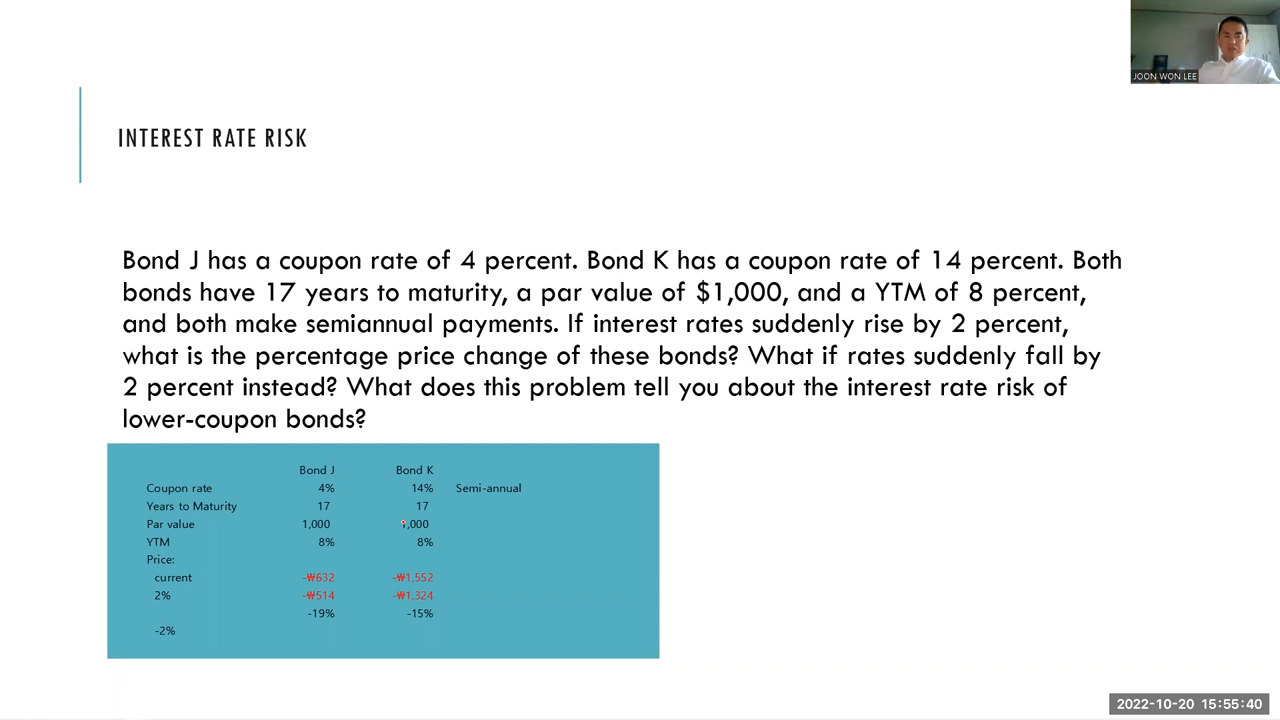 JOON WON LEE
INTEREST RATE RISK
Bond J has a coupon rate of 4 percent. Bond K has a coupon rate of 14 percent. Both
bonds have 17 years to maturity, a par value of $1,000, and a YTM of 8 percent,
and both make semiannual payments. If interest rates suddenly rise by 2 percent,
what is the percentage price change of these bonds? What if rates suddenly fall by
2 percent instead? What does this problem tell you about the interest rate risk of
lower-coupon bonds?
Bond J Bond K
Coupon rate 4% 14% Semi-annual
Years to Maturity 17 17
Par value 1,000 1,000
YTM 8% 8%
Price:
current -₩632 -₩1,552
2% -₩514 -₩1,324
-19% -15%
-2%
2022-10-20 15:55:40